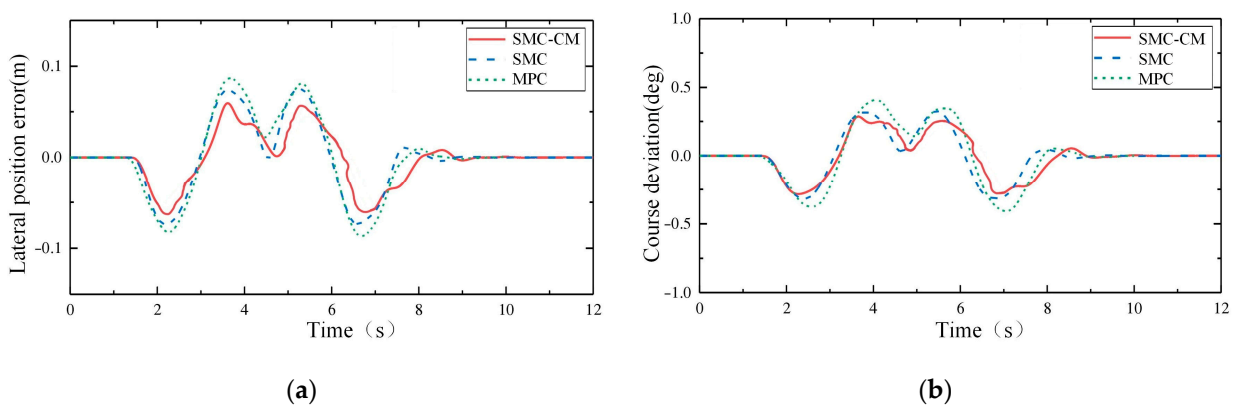 SMC-CM
SMC
MPC
0.1
0.0
-0.1
Lateral position error(m)
0 2 4 6 8 10 12
Time（s）
(a)
SMC-CM
SMC
MPC
1.0
0.5
0.0
-0.5
-1.0
Course deviation(deg)
0 2 4 6 8 10 12
Time（s）
(b)